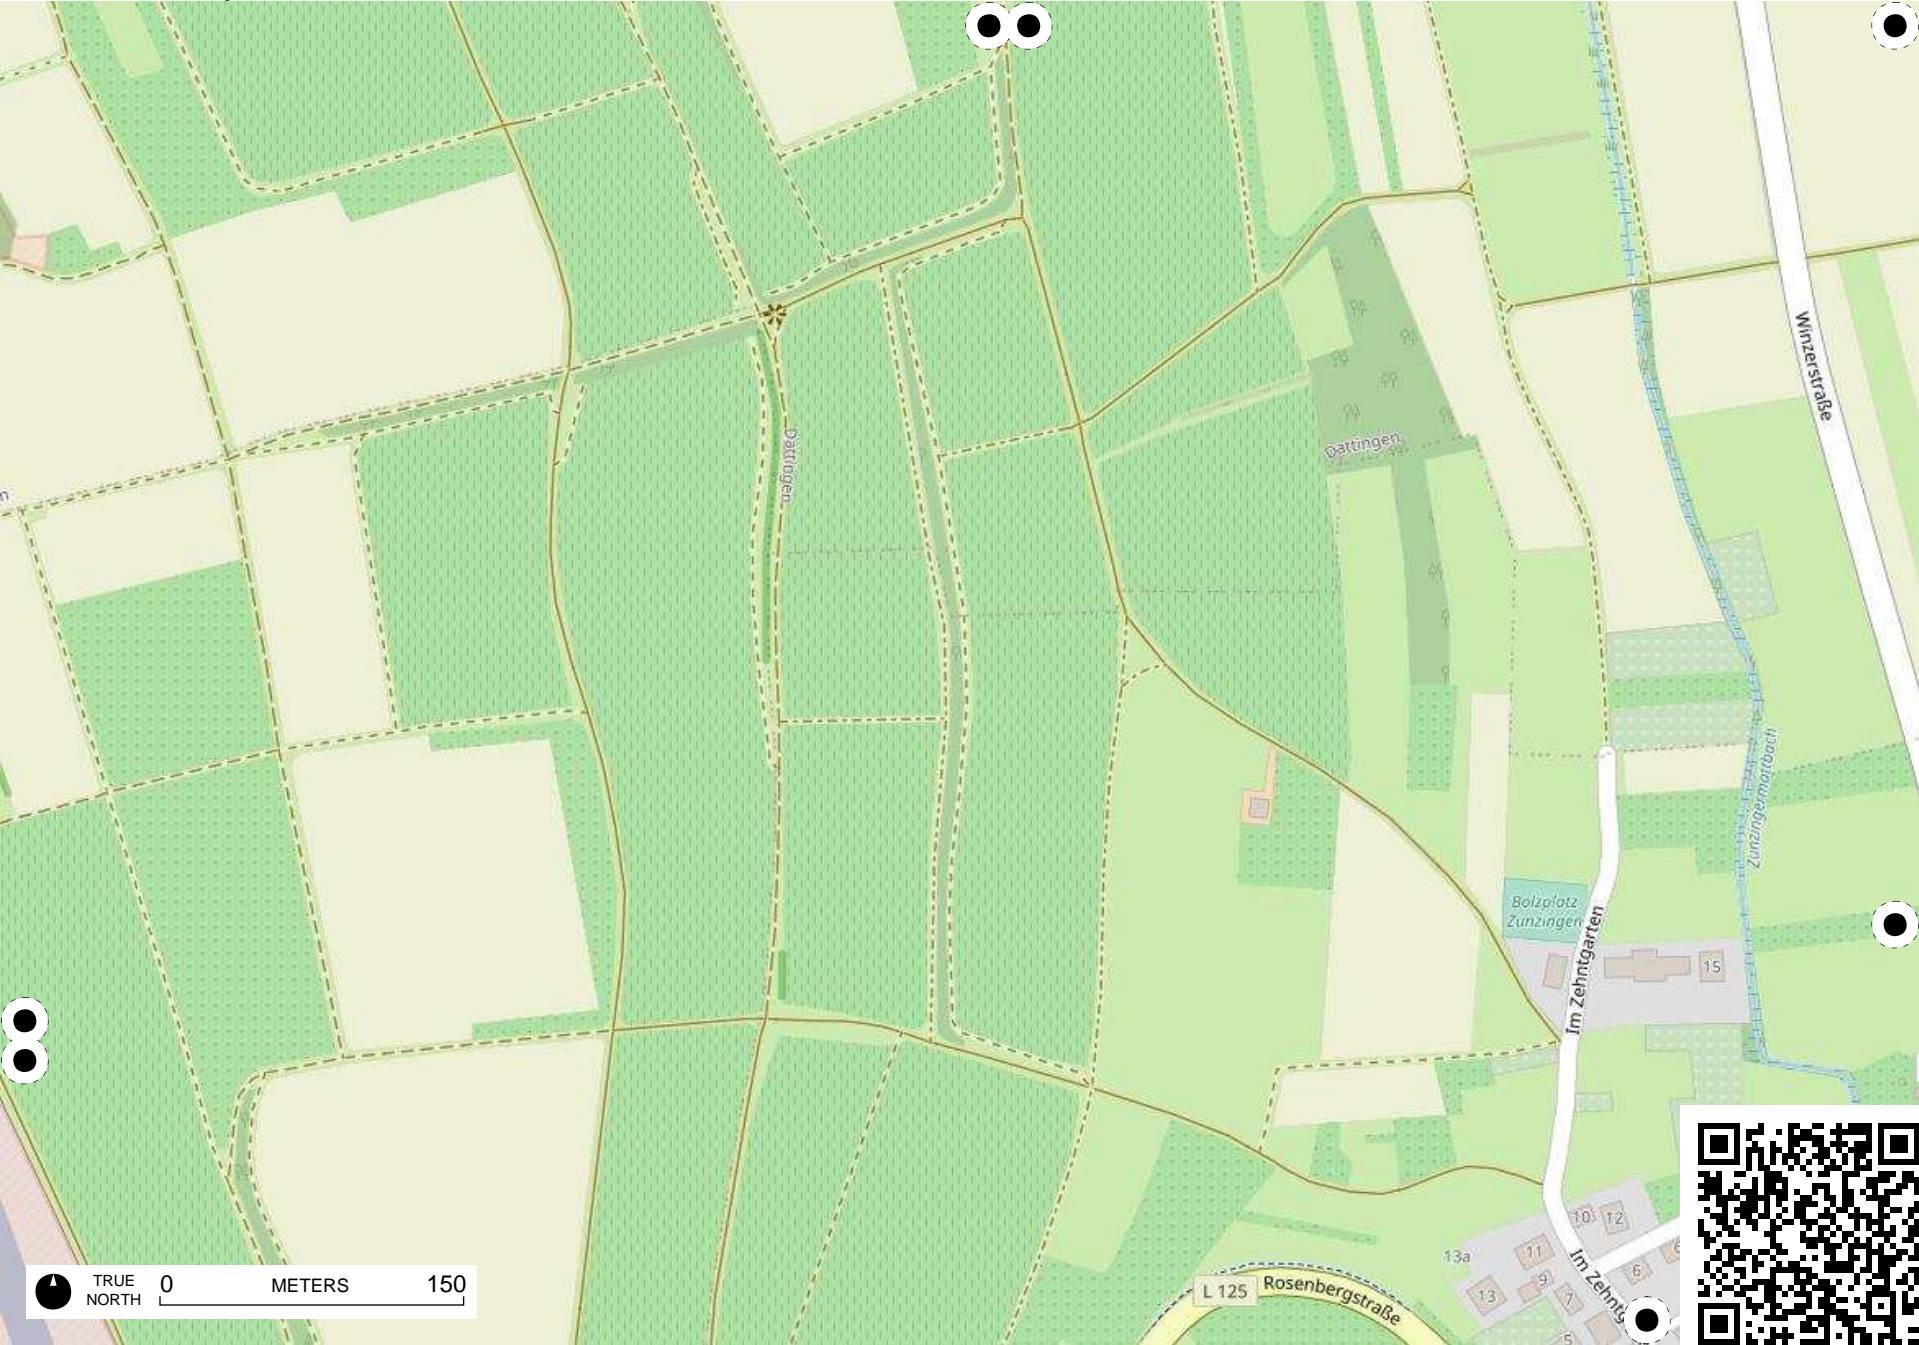 Winzerstraße
Dattingen
Dattingen
Zunzingermattbach
Bolzplatz
Zunzingen
15
Im Zehntgarten
10
12
13a
11
9
6
13
7
5
Im Zehntg
L 125
Rosenbergstraße
TRUE
NORTH
0
METERS
150